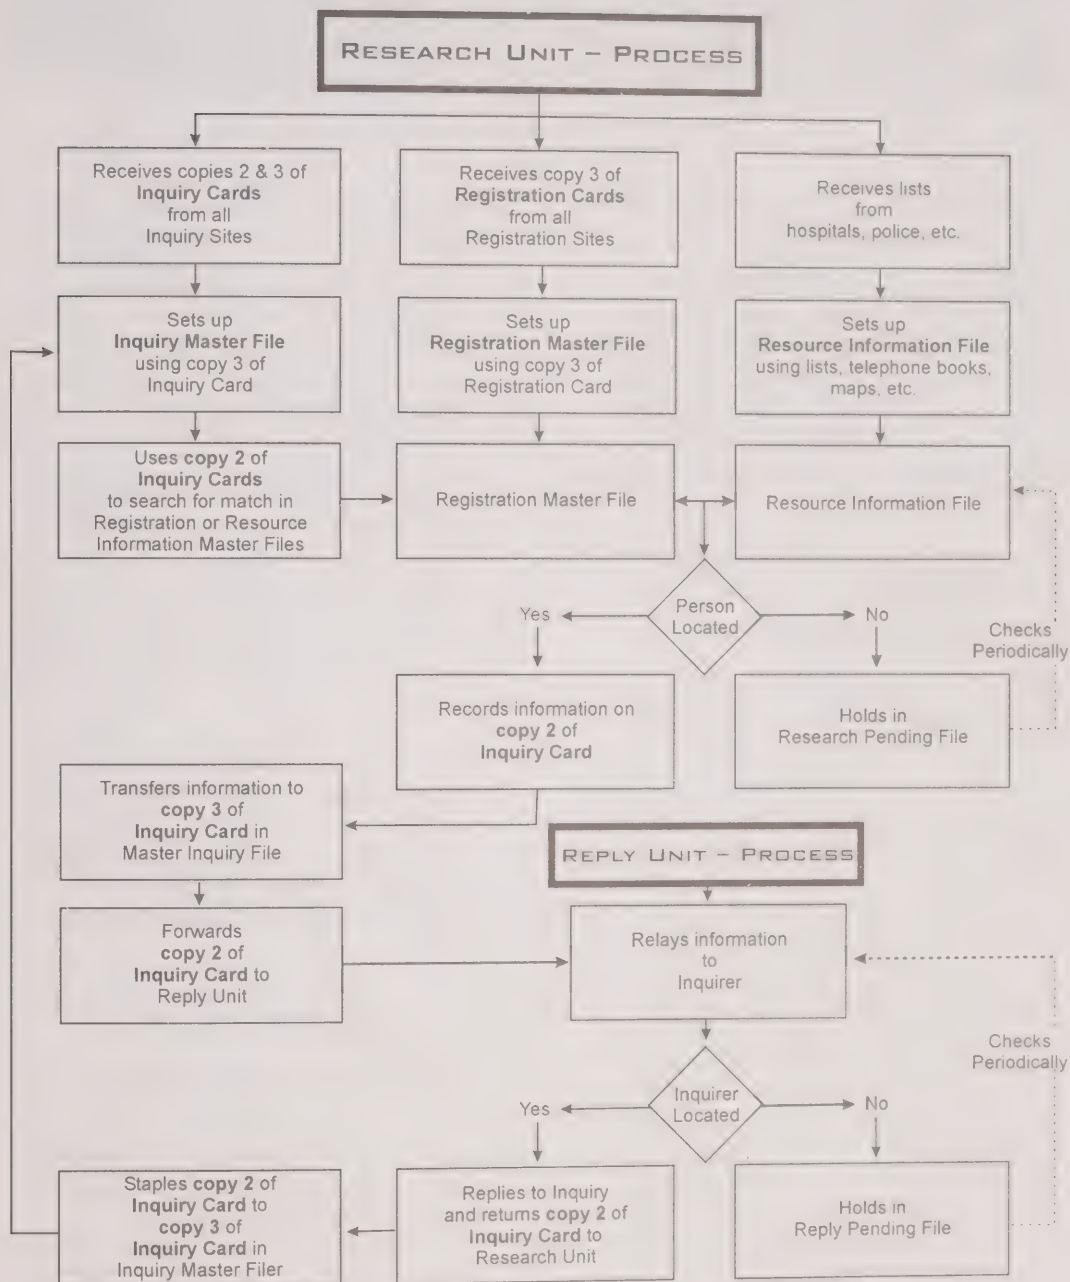 RESEARCH UNIT – PROCESS
Receives copies 2 & 3 of
Inquiry Cards
from all
Inquiry Sites
Receives copy 3 of
Registration Cards
from all
Registration Sites
Receives lists
from
hospitals, police, etc.
Sets up
Inquiry Master File
using copy 3 of
Inquiry Card
Sets up
Registration Master File
using copy 3 of
Registration Card
Sets up
Resource Information File
using lists, telephone books,
maps, etc.
Uses copy 2 of
Inquiry Cards
to search for match in
Registration or Resource
Information Master Files
Registration Master File
Resource Information File
Person
Located
Yes
No
Checks
Periodically
Records information on
copy 2 of
Inquiry Card
Holds in
Research Pending File
Transfers information to
copy 3 of
Inquiry Card in
Master Inquiry File
REPLY UNIT – PROCESS
Forwards
copy 2 of
Inquiry Card to
Reply Unit
Relays information
to
Inquirer
Checks
Periodically
Inquirer
Located
Yes
No
Staples copy 2 of
Inquiry Card to
copy 3 of
Inquiry Card in
Inquiry Master Filer
Replies to Inquiry
and returns copy 2 of
Inquiry Card to
Research Unit
Holds in
Reply Pending File